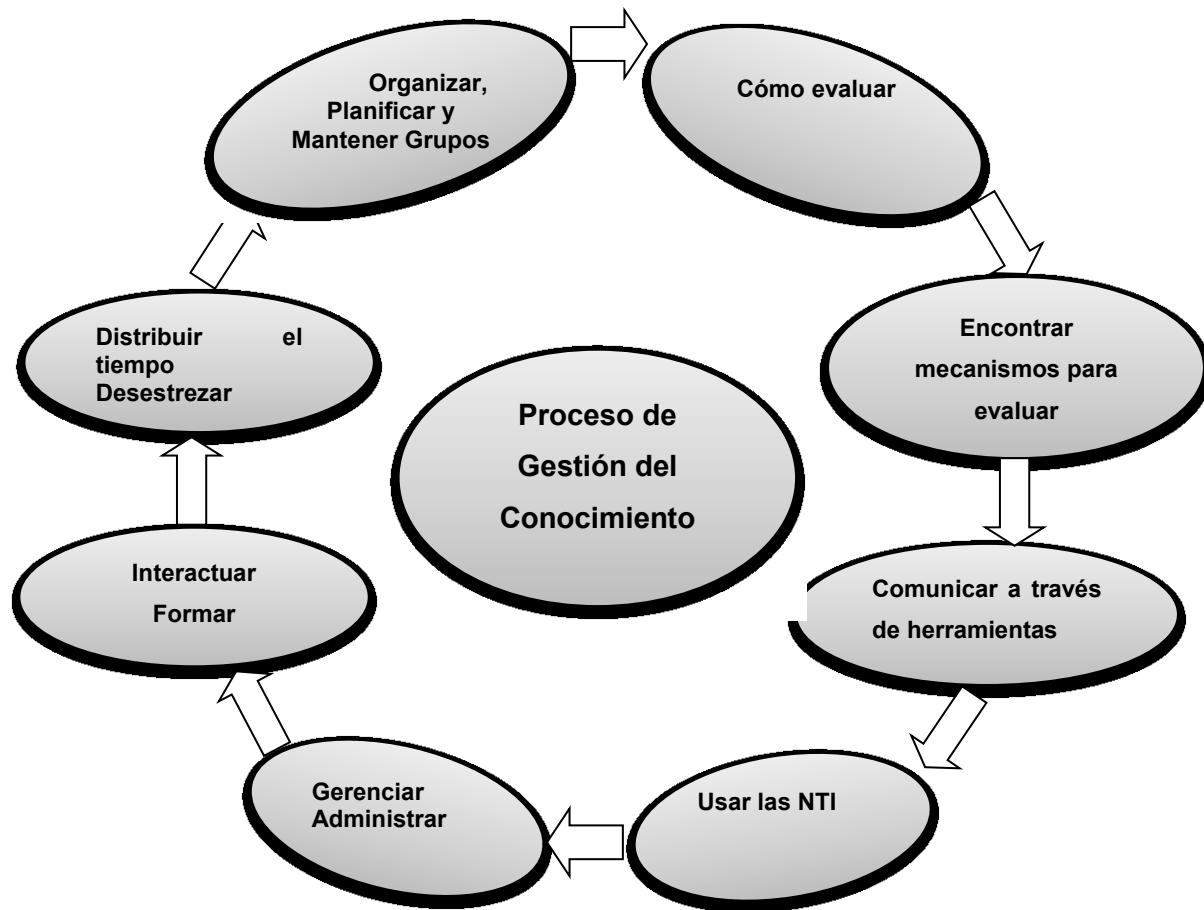 Organizar,
Planificar y
Mantener Grupos
Cómo evaluar
Encontrar
mecanismos para
evaluar
Comunicar a través
de herramientas
Usar las NTI
Gerenciar
Administrar
Interactuar
Formar
Distribuir el
tiempo
Desestrezar
Proceso de
Gestión del
Conocimiento